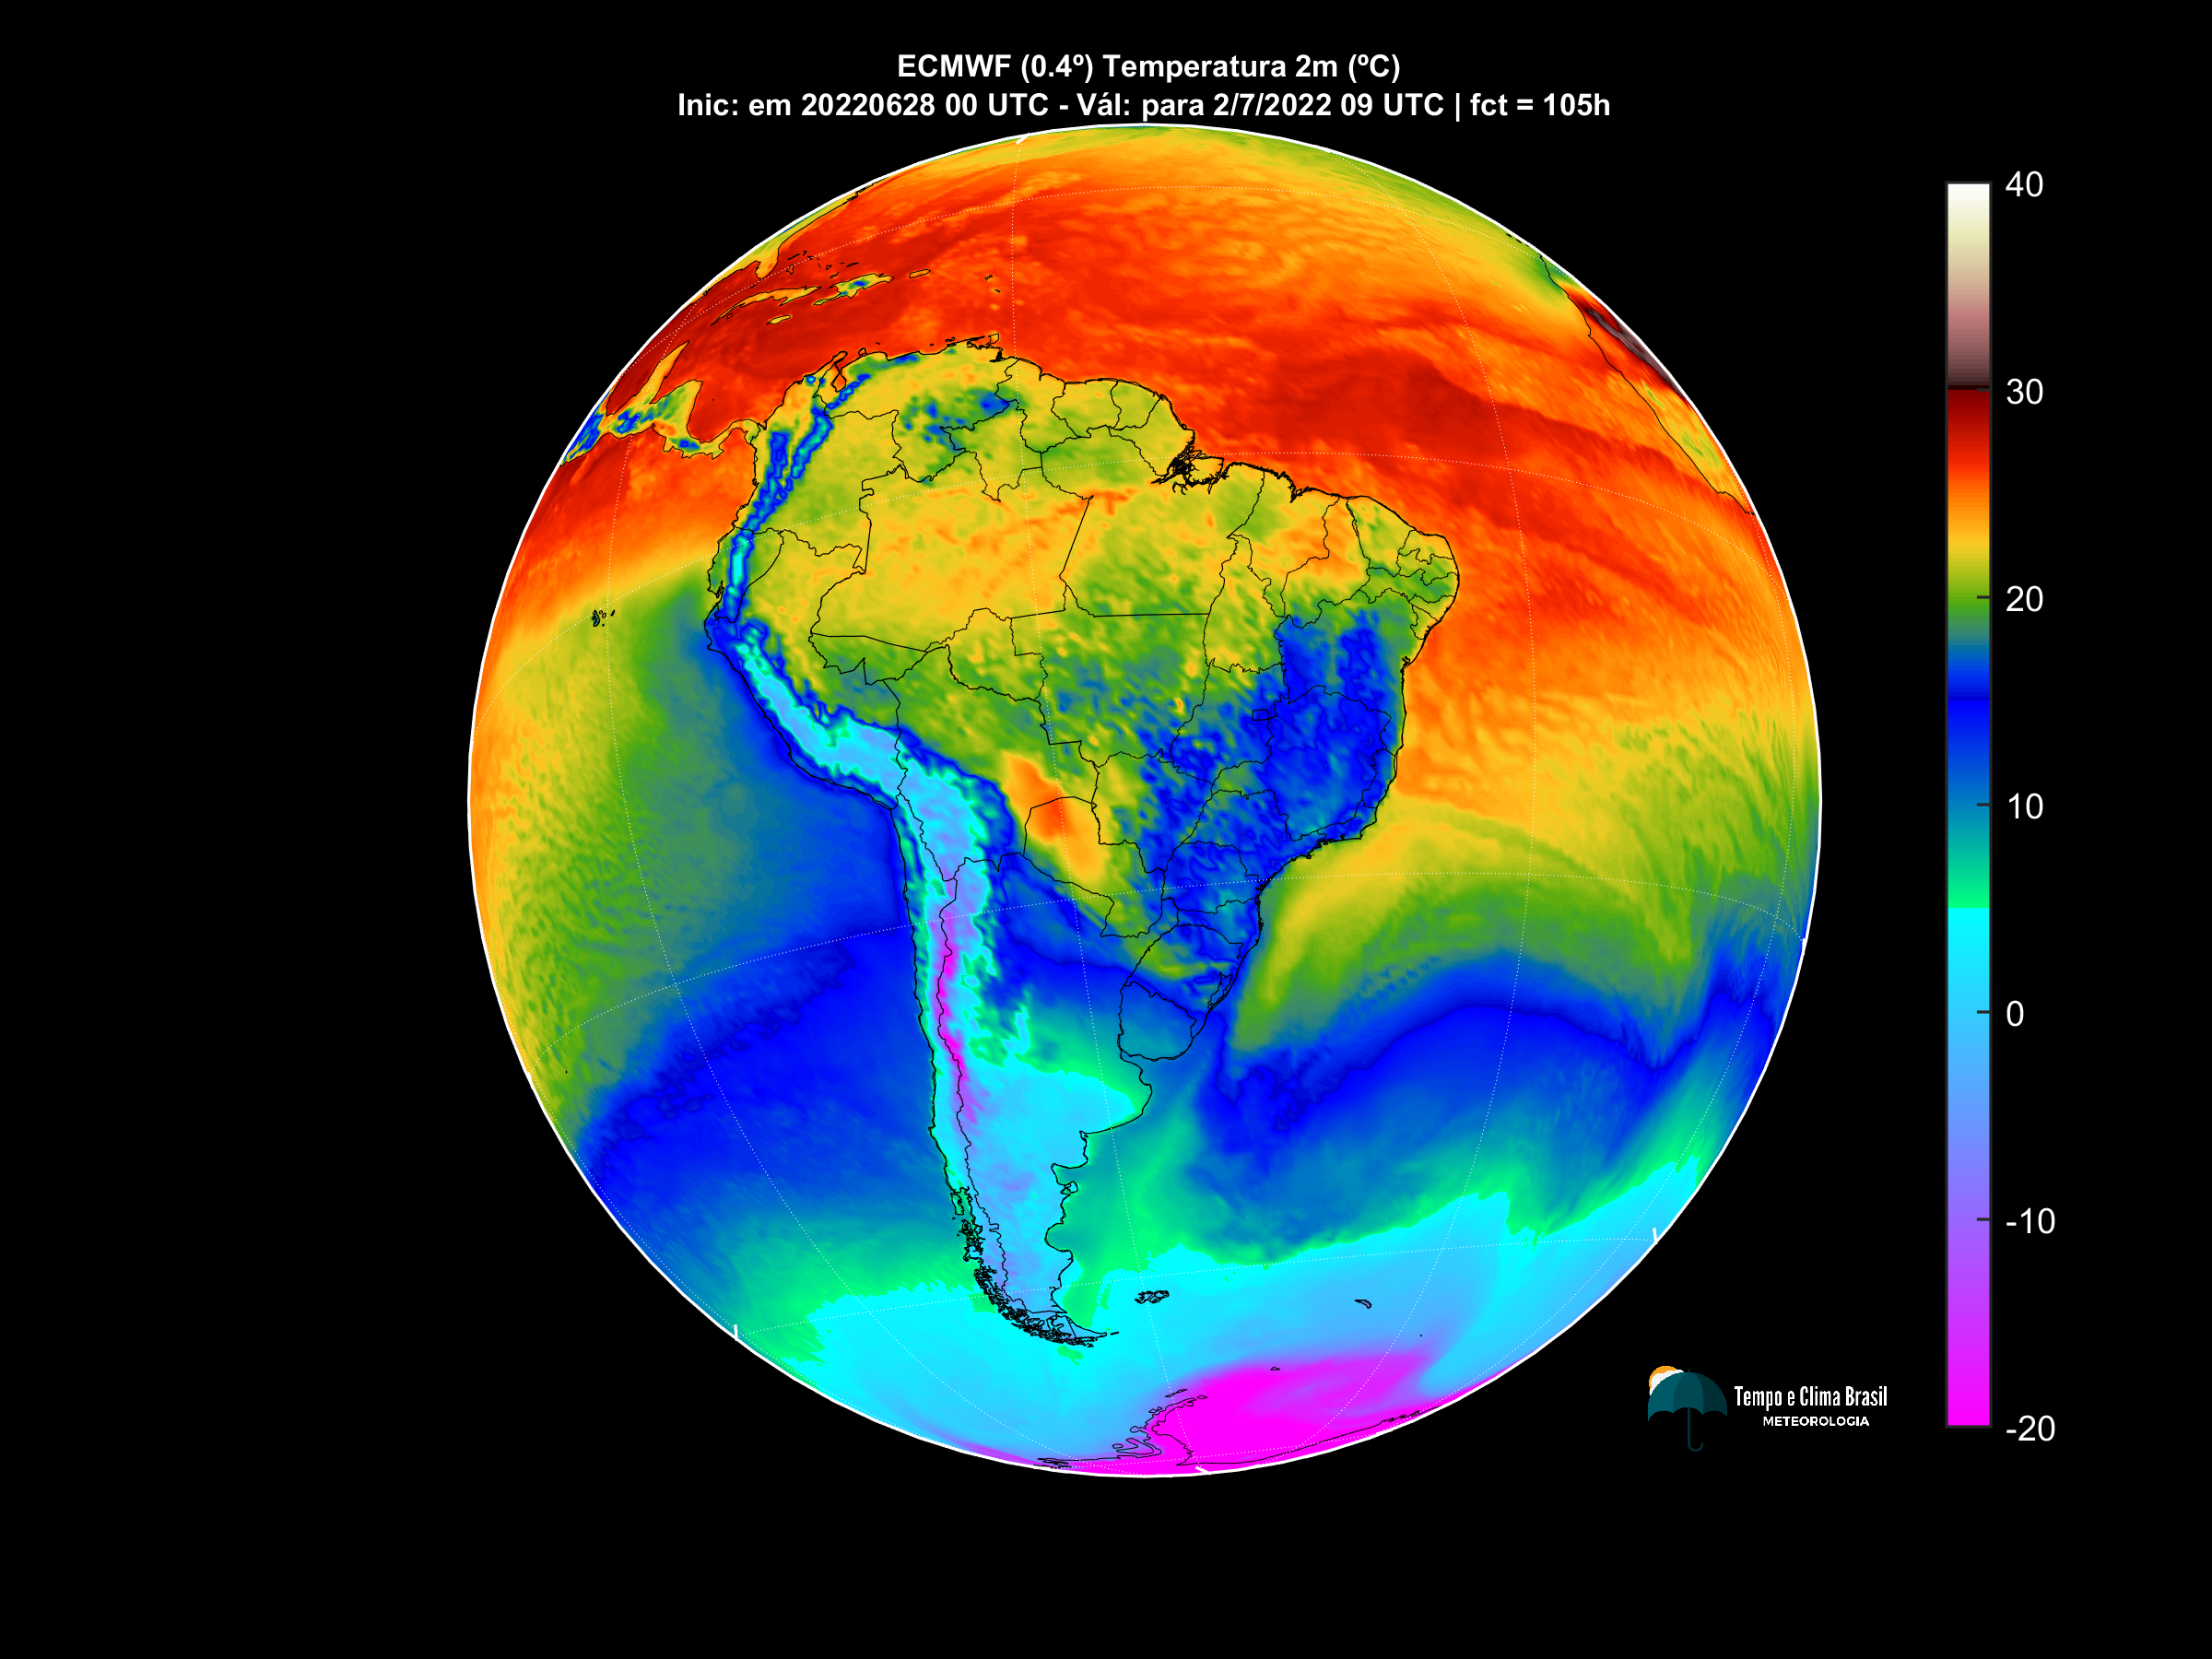 ECMWF (0.4º) Temperatura 2m (ºC)
Inic: em 20220628 00 UTC - Vál: para 2/7/2022 09 UTC | fct = 105h
40
30
20
10
0
-10
-20
Tempo e Clima Brasil
METEOROLOGIA